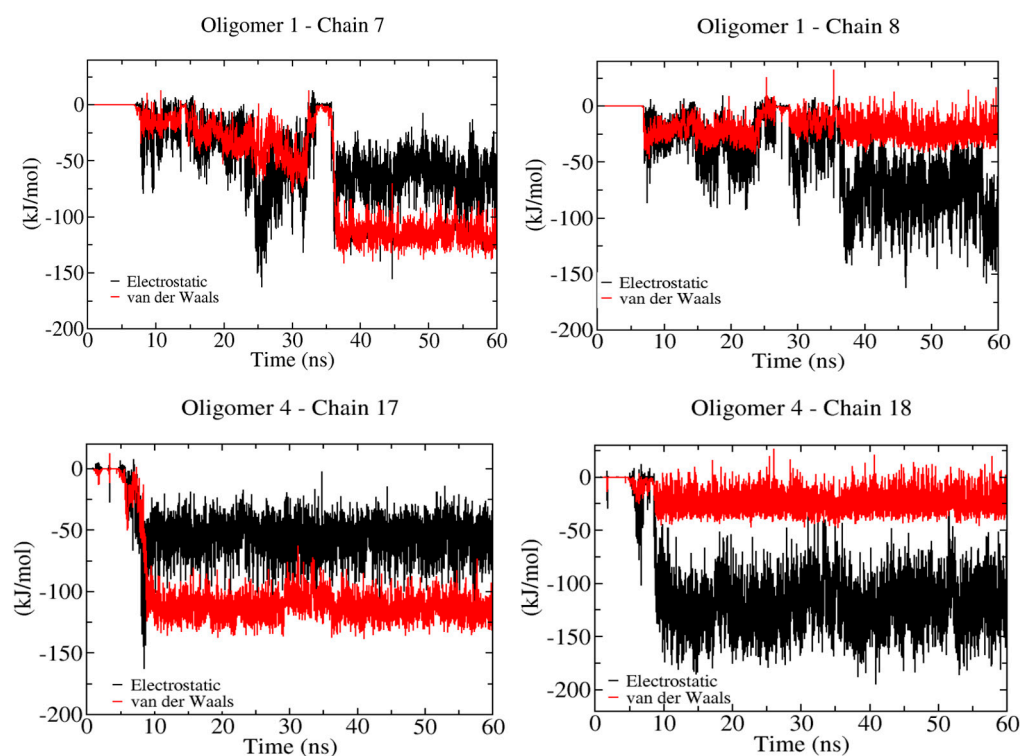 Oligomer 1 - Chain 7
(kJ/mol)
0
-50
-100
-150
-200
Electrostatic
van der Waals
0 10 20 30 40 50 60
Time (ns)
Oligomer 1 - Chain 8
(kJ/mol)
0
-50
-100
-150
-200
Electrostatic
van der Waals
0 10 20 30 40 50 60
Time (ns)
Oligomer 4 - Chain 17
(kJ/mol)
0
-50
-100
-150
-200
Electrostatic
van der Waals
0 10 20 30 40 50 60
Time (ns)
Oligomer 4 - Chain 18
(kJ/mol)
0
-50
-100
-150
-200
Electrostatic
van der Waals
0 10 20 30 40 50 60
Time (ns)